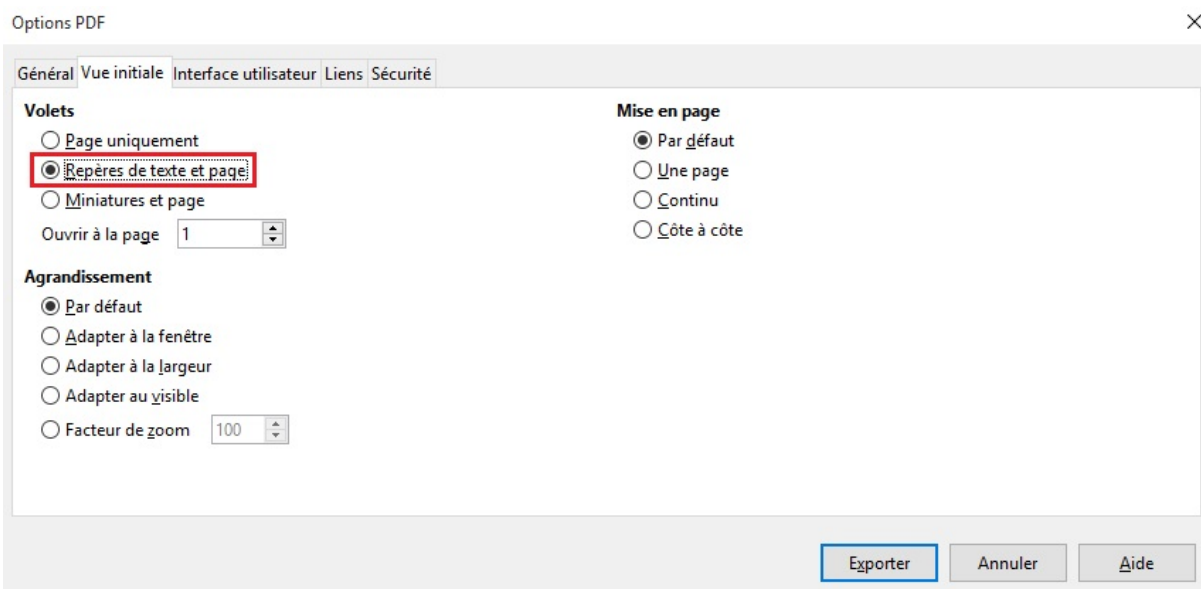 Options PDF
Général Vue initiale Interface utilisateur Liens Sécurité
Volets
Page uniquement
Repères de texte et page
Miniatures et page
Ouvrir à la page 1
Agrandissement
Par défaut
Adapter à la fenêtre
Adapter à la largeur
Adapter au visible
Facteur de zoom 100
Mise en page
Par défaut
Une page
Continu
Côte à côte
Exporter Annuler Aide